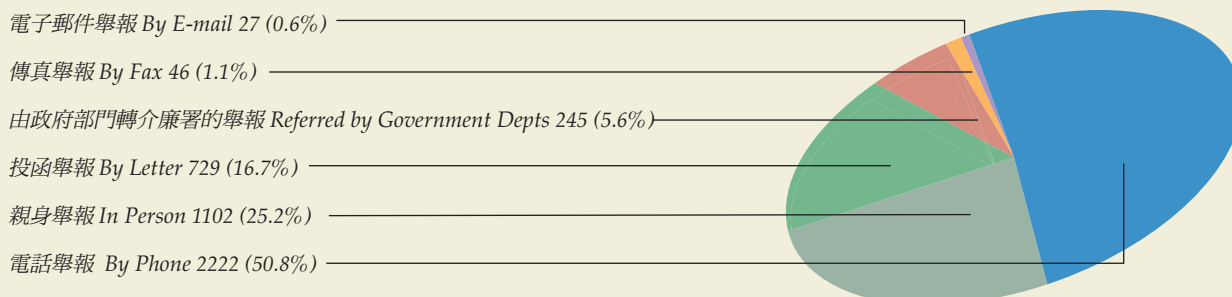 電子郵件舉報 By E-mail 27 (0.6%)
傳真舉報 By Fax 46 (1.1%)
由政府部門轉介廉署的舉報 Referred by Government Depts 245 (5.6%)
投函舉報 By Letter 729 (16.7%)
親身舉報 In Person 1102 (25.2%)
電話舉報 By Phone 2222 (50.8%)